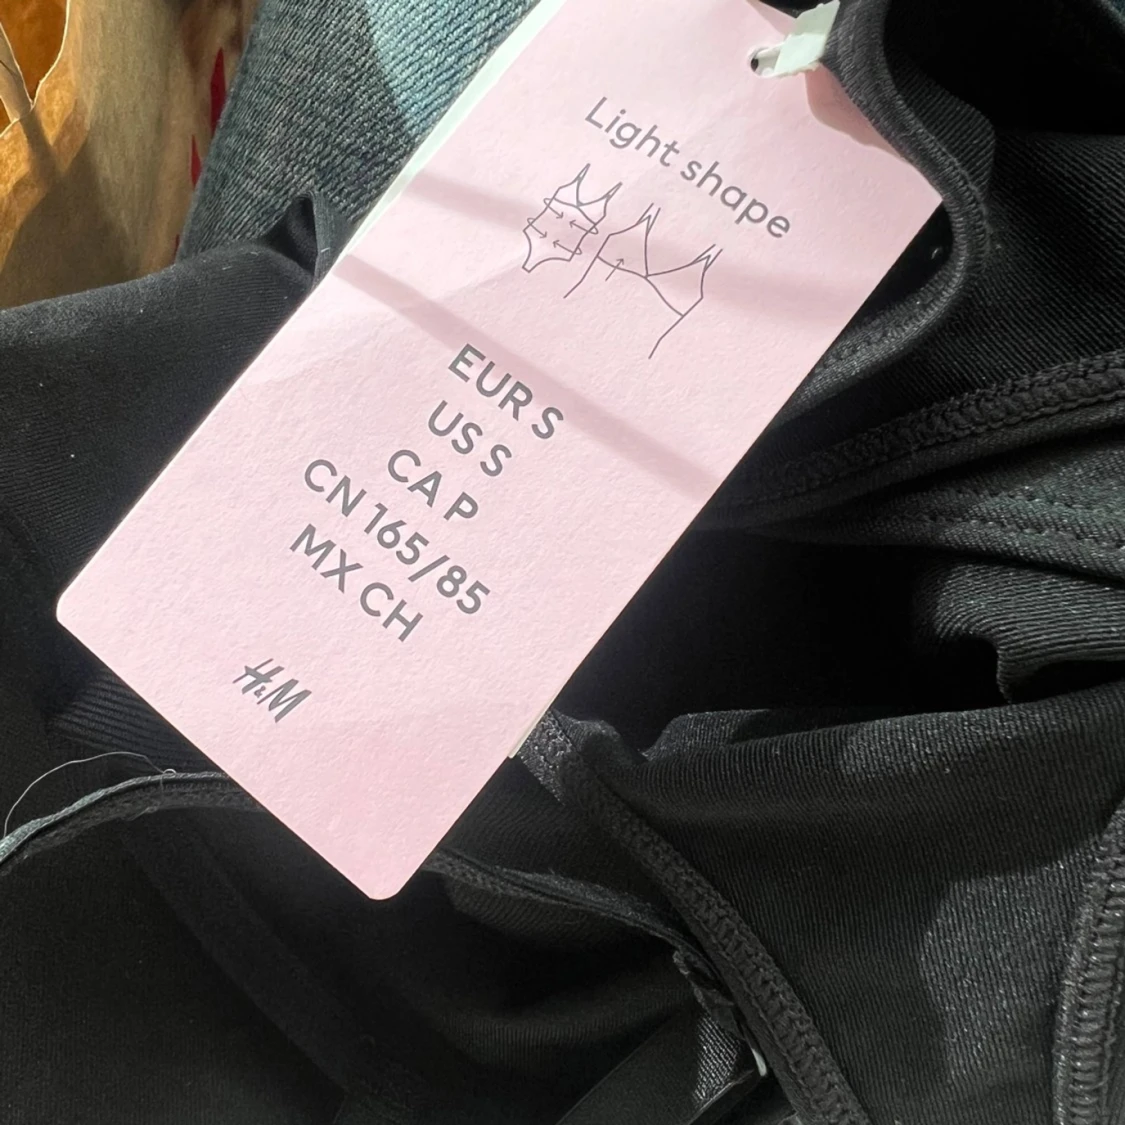 Light shape
EUR S
US S
CA P
CN 165/85
MX CH
H&M